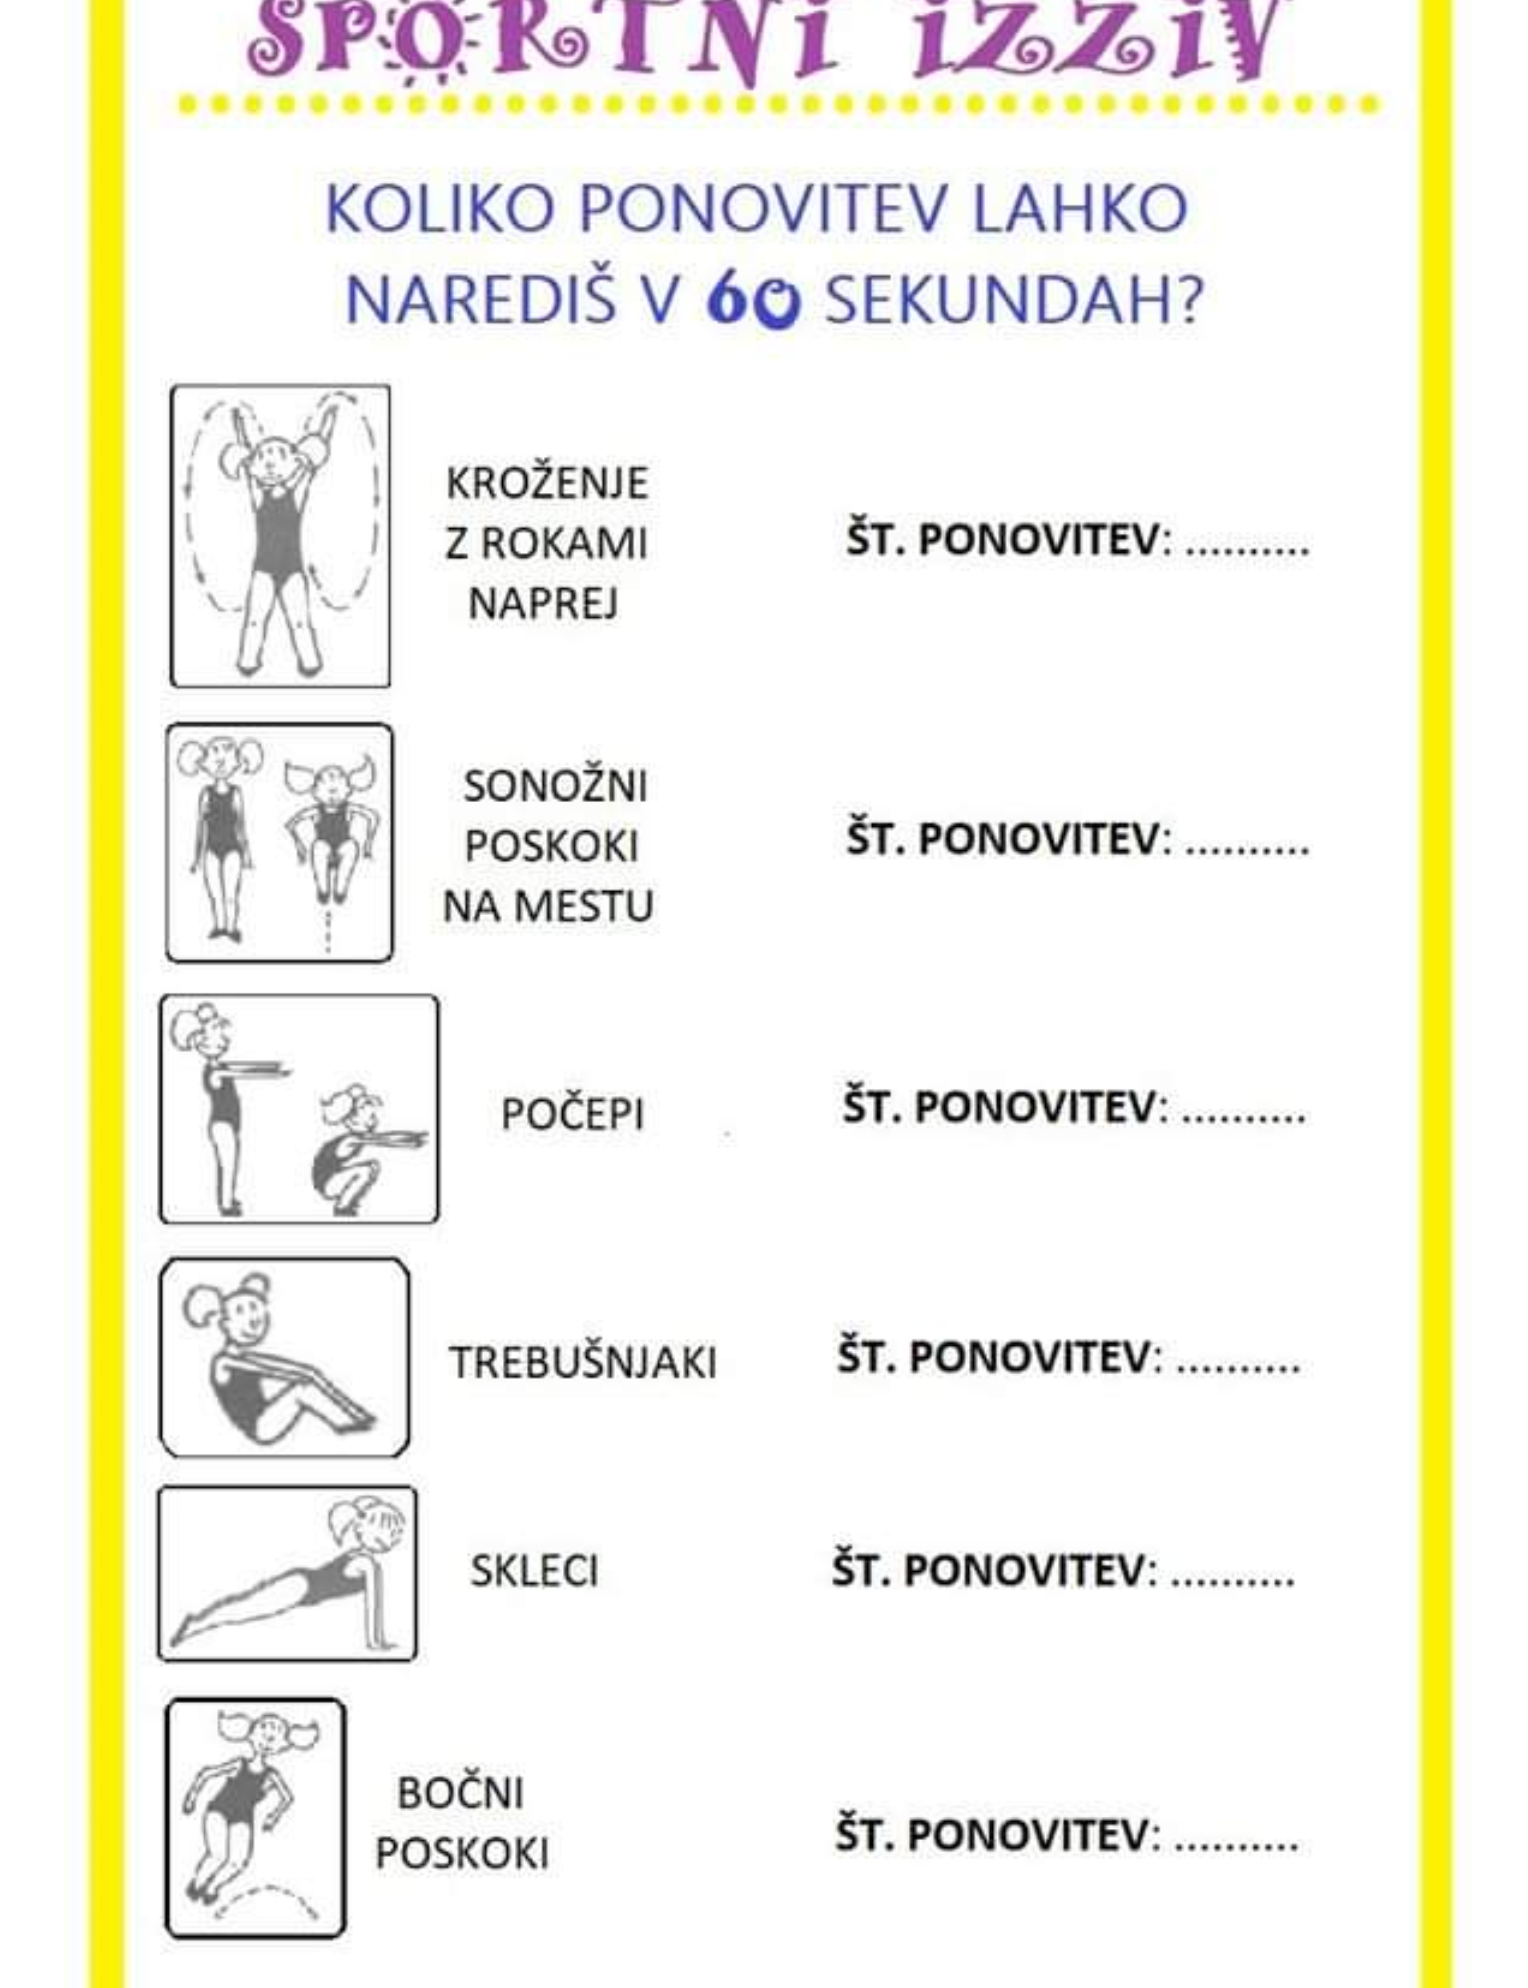 ŠPORTNI IZZIV
KOLIKO PONOVITEV LAHKO
NAREDIŠ V 60 SEKUNDAH?
KROŽENJE
Z ROKAMI
NAPREJ
ŠT. PONOVITEV: ..........
SONOŽNI
POSKOKI
NA MESTU
ŠT. PONOVITEV: ..........
POČEPI
ŠT. PONOVITEV: ..........
TREBUŠNJAKI
ŠT. PONOVITEV: ..........
SKLECI
ŠT. PONOVITEV: ..........
BOČNI
POSKOKI
ŠT. PONOVITEV: ..........